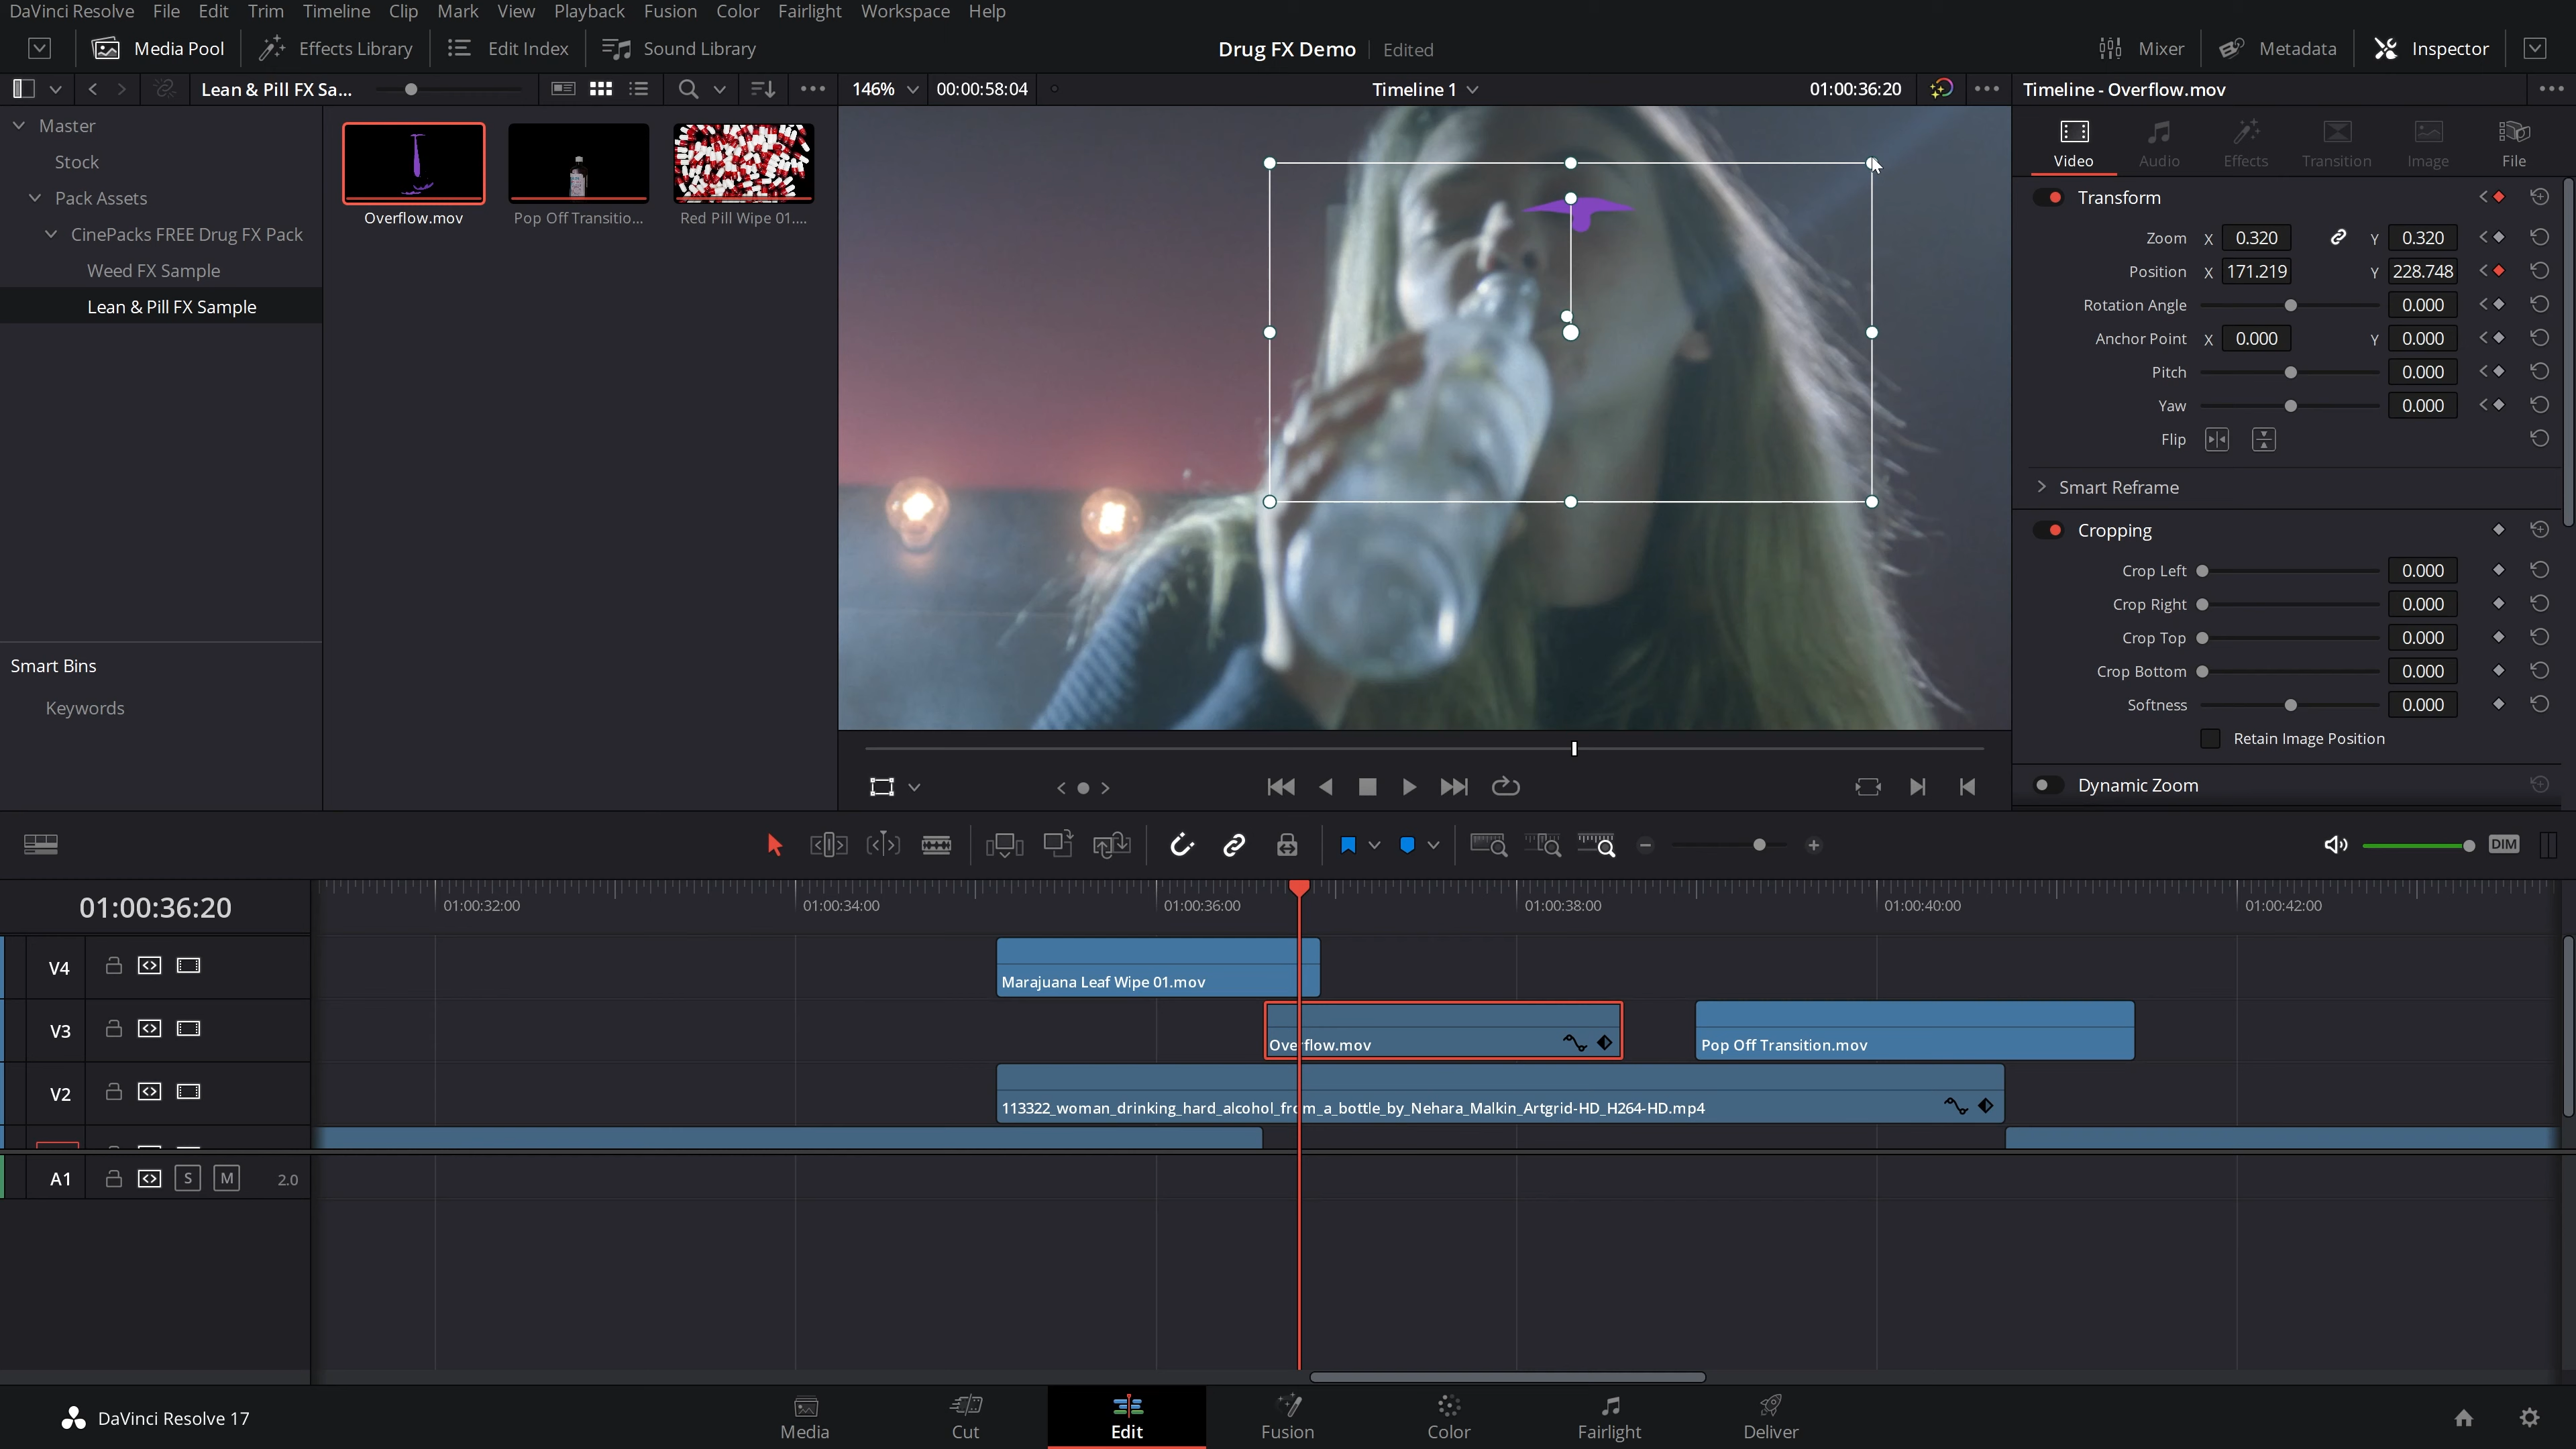 DaVinci Resolve File Edit Trim Timeline Clip Mark View Playback Fusion Color Fairlight Workspace Help
Media Pool Effects Library Edit Index Sound Library Drug FX Demo Edited Mixer Metadata Inspector
Lean & Pill FX Sa... 146% 00:00:58:04 Timeline 1 01:00:36:20 Timeline - Overflow.mov
Master
Stock
Pack Assets
CinePacks FREE Drug FX Pack
Weed FX Sample
Lean & Pill FX Sample
Smart Bins
Keywords
Overflow.mov Pop Off Transitio... Red Pill Wipe 01....
Video Audio Effects Transition Image File
Transform
Zoom X 0.320 Y 0.320
Position X 171.219 Y 228.748
Rotation Angle 0.000
Anchor Point X 0.000 Y 0.000
Pitch 0.000
Yaw 0.000
Flip
Smart Reframe
Cropping
Crop Left 0.000
Crop Right 0.000
Crop Top 0.000
Crop Bottom 0.000
Softness 0.000
Retain Image Position
Dynamic Zoom
DIM
01:00:36:20 01:00:32:00 01:00:34:00 01:00:36:00 01:00:38:00 01:00:40:00 01:00:42:00
V4 Marajuana Leaf Wipe 01.mov
V3 Overflow.mov Pop Off Transition.mov
V2 113322_woman_drinking_hard_alcohol_from_a_bottle_by_Nehara_Malkin_Artgrid-HD_H264-HD.mp4
A1 S M 2.0
DaVinci Resolve 17 Media Cut Edit Fusion Color Fairlight Deliver